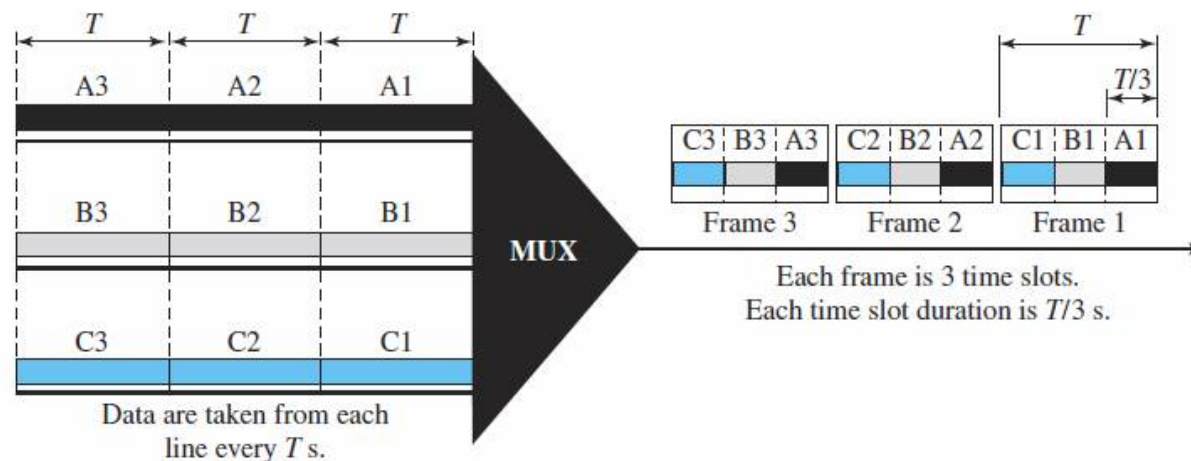 T T T
A3 A2 A1
B3 B2 B1
C3 C2 C1
Data are taken from each
line every T s.
MUX
T
T/3
C3 B3 A3 C2 B2 A2 C1 B1 A1
Frame 3 Frame 2 Frame 1
Each frame is 3 time slots.
Each time slot duration is T/3 s.